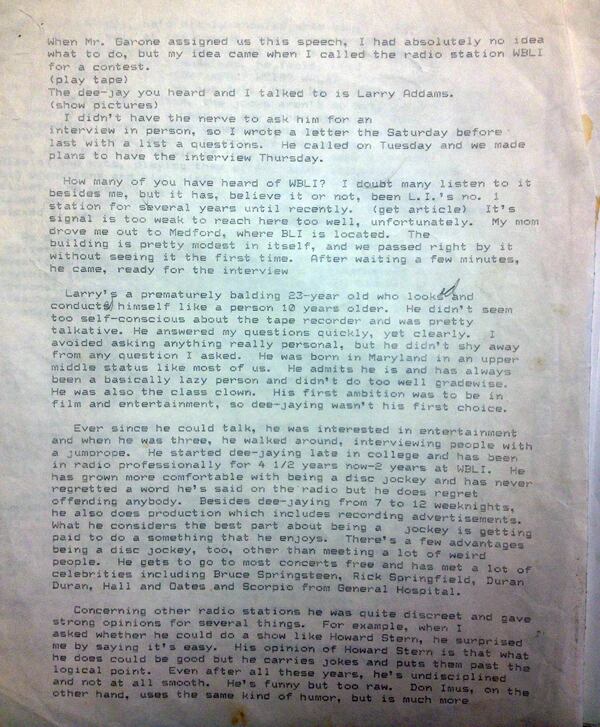 When Mr. Garone assigned us this speech, I had absolutely no idea
what to do, but my idea came when I called the radio station WBLI
for a contest.
(play tape)
The dee-jay you heard and I talked to is Larry Addams.
(show pictures)
I didn't have the nerve to ask him for an
interview in person, so I wrote a letter the Saturday before
last with a list a questions. He called on Tuesday and we made
plans to have the interview Thursday.
How many of you have heard of WBLI? I doubt many listen to it
besides me, but it has, believe it or not, been L.I.'s no. 1
station for several years until recently. (get article) It's
signal is too weak to reach here too well, unfortunately. My mom
drove me out to Medford, where BLI is located. The
building is pretty modest in itself, and we passed right by it
without seeing it the first time. After waiting a few minutes,
he came, ready for the interview
Larry's a prematurely balding 23-year old who looks and
conducts himself like a person 10 years older. He didn't seem
too self-conscious about the tape recorder and was pretty
talkative. He answered my questions quickly, yet clearly. I
avoided asking anything really personal, but he didn't shy away
from any question I asked. He was born in Maryland in an upper
middle status like most of us. He admits he is and has always
been a basically lazy person and didn't do too well gradewise.
He was also the class clown. His first ambition was to be in
film and entertainment, so dee-jaying wasn't his first choice.
Ever since he could talk, he was interested in entertainment
and when he was three, he walked around, interviewing people with
a jumprope. He started dee-jaying late in college and has been
in radio professionally for 4 1/2 years now-2 years at WBLI. He
has grown more comfortable with being a disc jockey and has never
regretted a word he's said on the radio but he does regret
offending anybody. Besides dee-jaying from 7 to 12 weeknights,
he also does production which includes recording advertisements.
What he considers the best part about being a jockey is getting
paid to do a something that he enjoys. There's a few advantages
being a disc jockey, too, other than meeting a lot of weird
people. He gets to go to most concerts free and has met a lot of
celebrities including Bruce Springsteen, Rick Springfield, Duran
Duran, Hall and Oates and Scorpio from General Hospital.
Concerning other radio stations he was quite discreet and gave
strong opinions for several things. For example, when I
asked whether he could do a show like Howard Stern, he surprised
me by saying it's easy. His opinion of Howard Stern is that what
he does could be good but he carries jokes and puts them past the
logical point. Even after all these years, he's undisciplined
and not at all smooth. He's funny but too raw. Don Imus, on the
other hand, uses the same kind of humor, but is much more